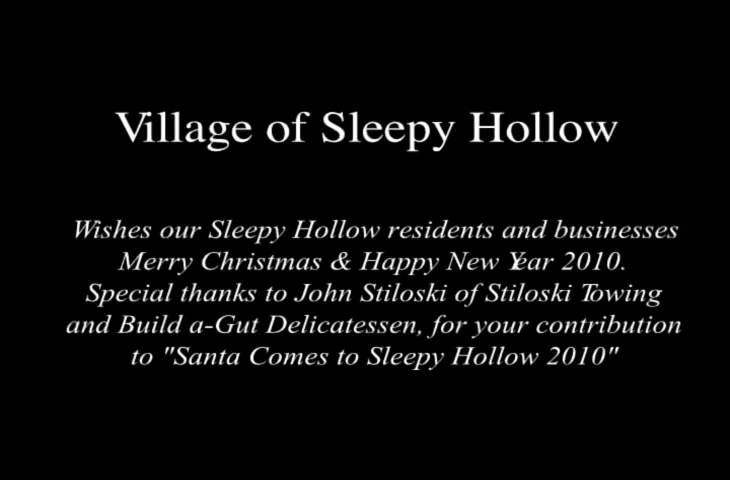 Village of Sleepy Hollow
Wishes our Sleepy Hollow residents and businesses
Merry Christmas & Happy New Year 2010.
Special thanks to John Stiloski of Stiloski Towing
and Build a-Gut Delicatessen, for your contribution
to "Santa Comes to Sleepy Hollow 2010"